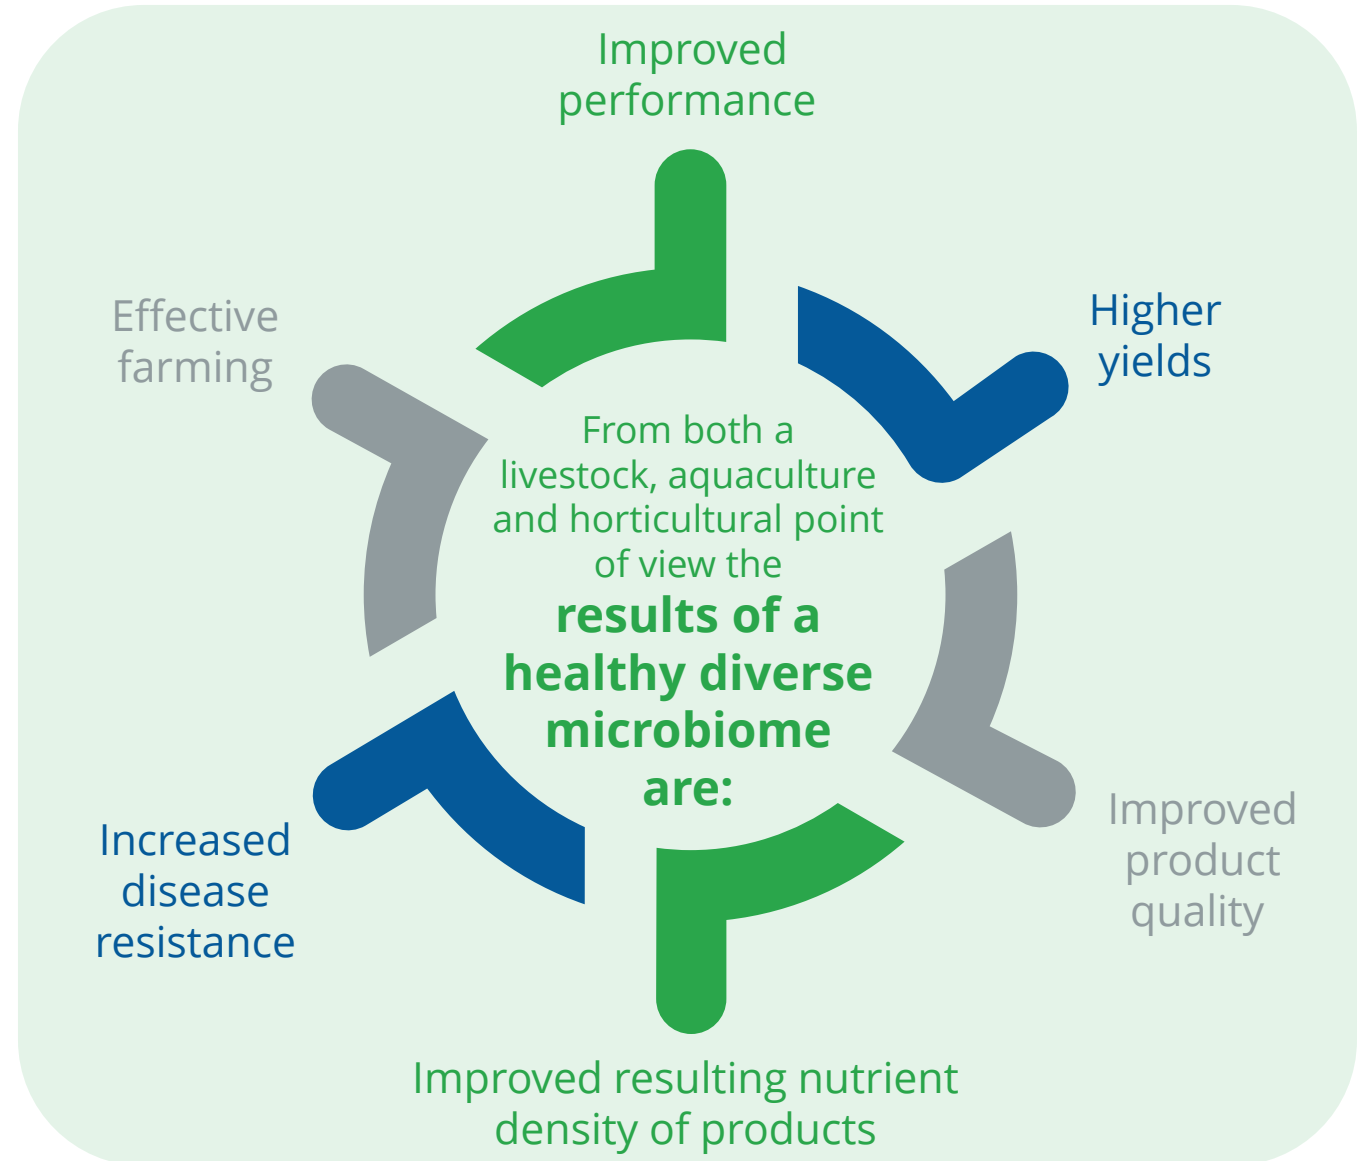 Improved
performance
Higher
yields
Improved
product
quality
Improved resulting nutrient
density of products
Increased
disease
resistance
Effective
farming
From both a
livestock, aquaculture
and horticultural point
of view the
results of a
healthy diverse
microbiome
are: